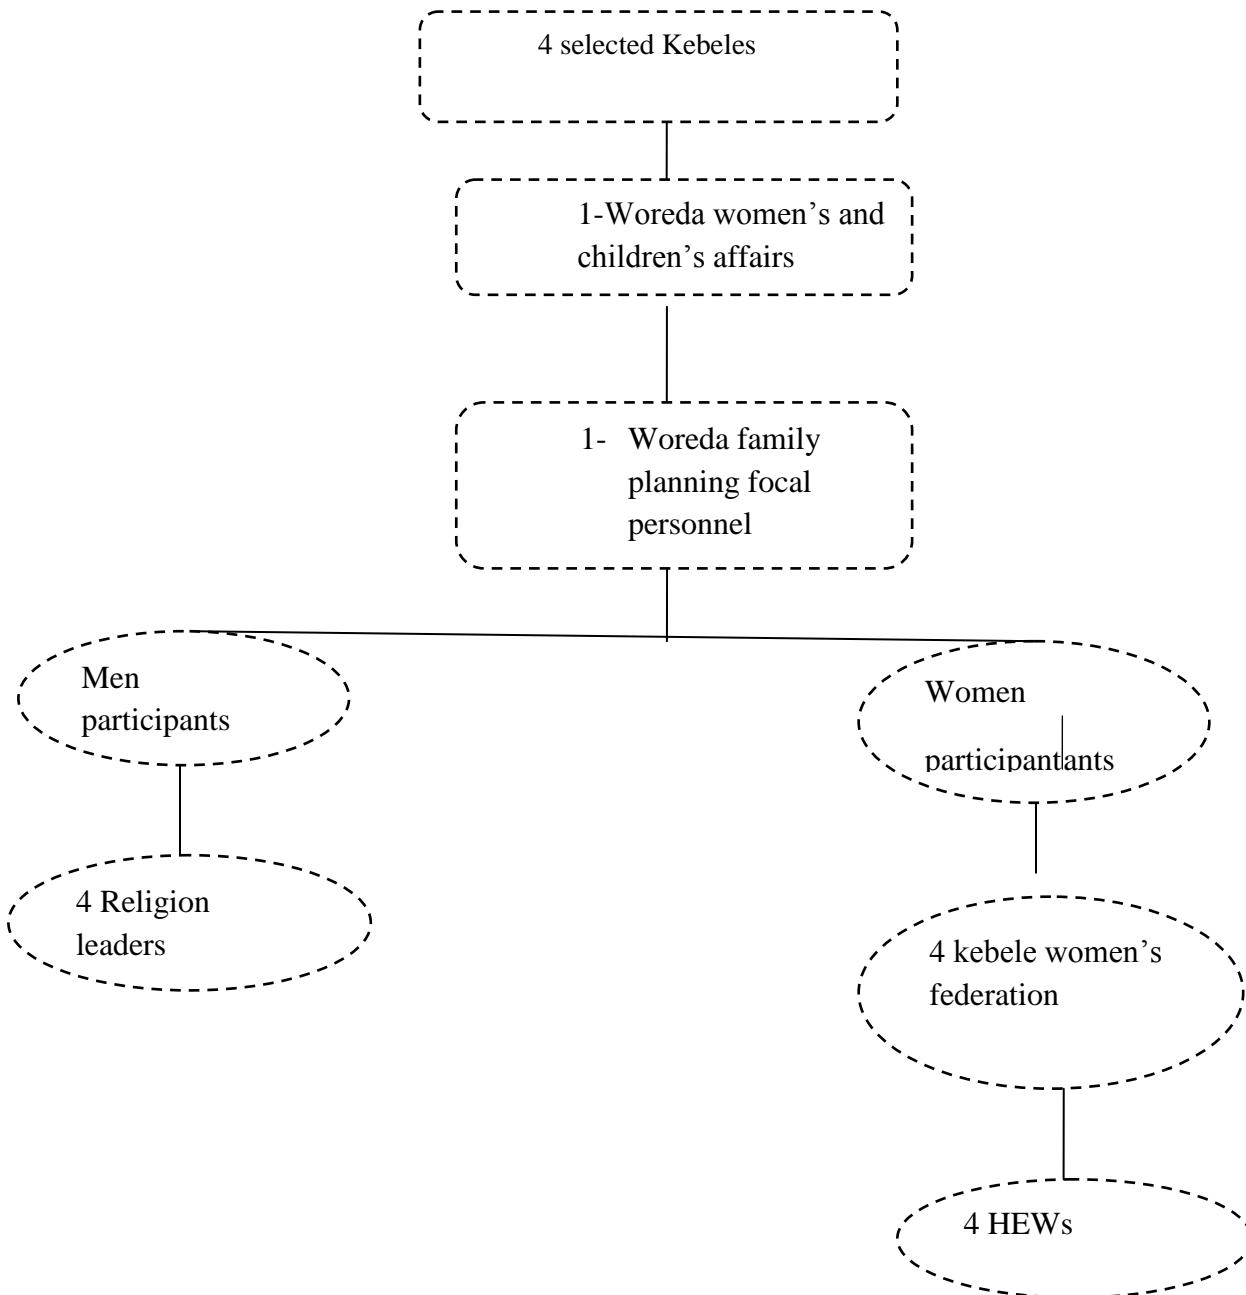 4 selected Kebeles
1-Woreda women’s and
children’s affairs
1- Woreda family
planning focal
personnel
Men
participants
Women
participantants
4 Religion
leaders
4 kebele women’s
federation
4 HEWs